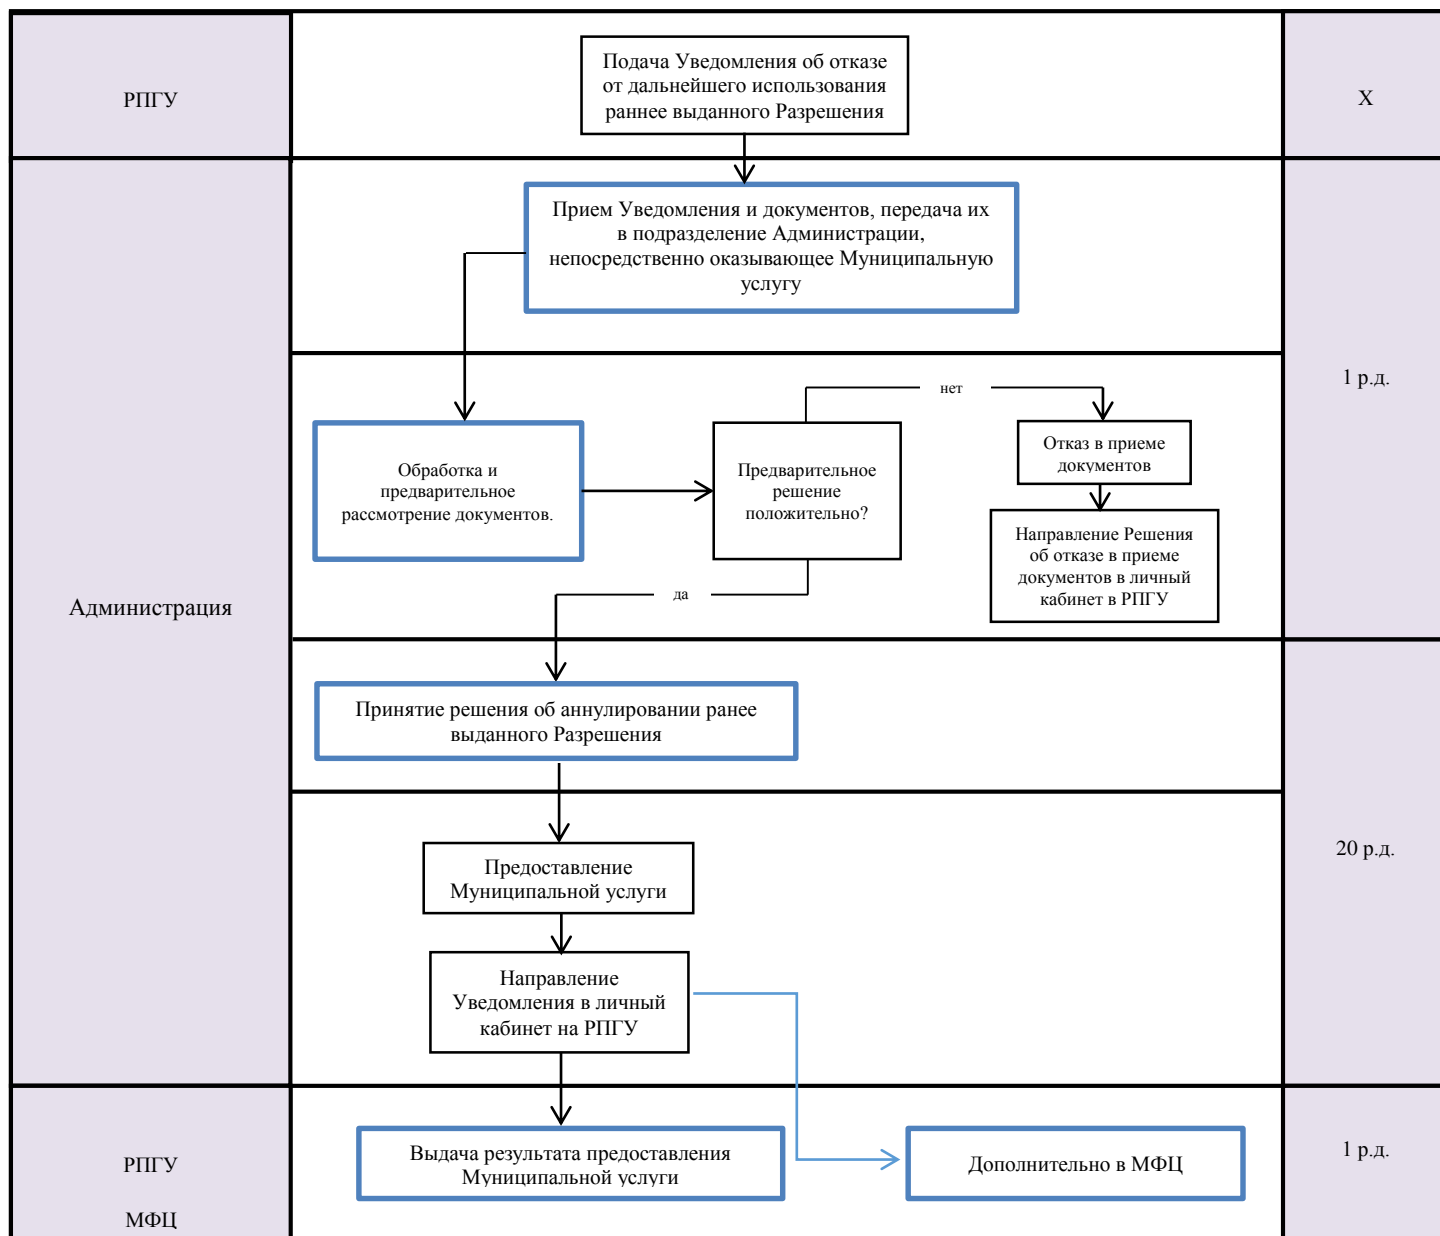 РПГУ
Подача Уведомления об отказе
от дальнейшего использования
ранее выданного Разрешения
Х
Администрация
Прием Уведомления и документов, передача их
в подразделение Администрации,
непосредственно оказывающее Муниципальную
услугу
1 р.д.
нет
Обработка и
предварительное
рассмотрение документов.
Предварительное
решение
положительно?
Отказ в приеме
документов
Направление Решения
об отказе в приеме
документов в личный
кабинет в РПГУ
да
Принятие решения об аннулировании ранее
выданного Разрешения
20 р.д.
Предоставление
Муниципальной услуги
Направление
Уведомления в личный
кабинет на РПГУ
РПГУ
МФЦ
Выдача результата предоставления
Муниципальной услуги
Дополнительно в МФЦ
1 р.д.